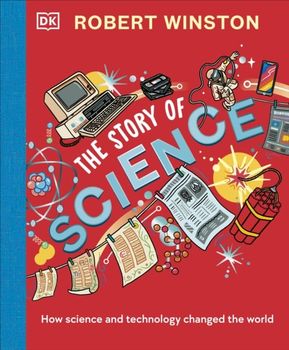 DK
ROBERT WINSTON
THE STORY OF
SCIENCE
How science and technology changed the world